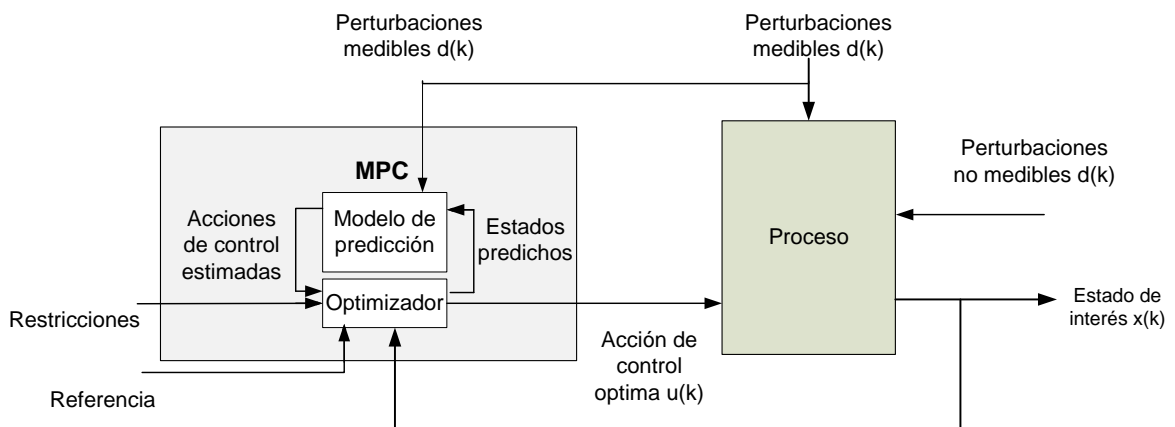 Perturbaciones
medibles d(k)
Perturbaciones
medibles d(k)
MPC
Perturbaciones
no medibles d(k)
Acciones
de control
estimadas
Modelo de
predicción
Estados
predichos
Proceso
Optimizador
Restricciones
Estado de
interés x(k)
Acción de
control
optima u(k)
Referencia